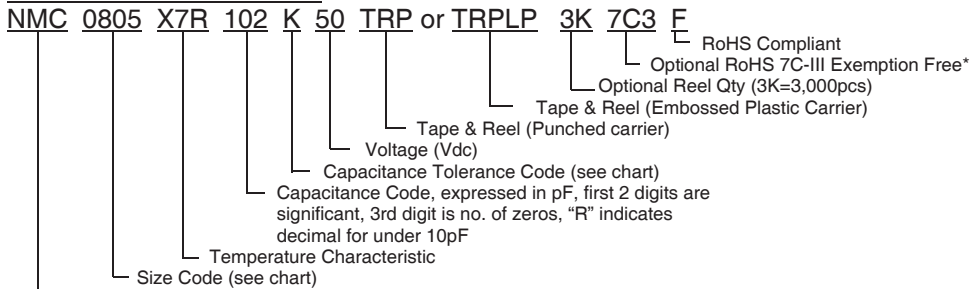 NMC 0805 X7R 102 K 50 TRP or TRPLP 3K 7C3 F
RoHS Compliant
Optional RoHS 7C-III Exemption Free*
Optional Reel Qty (3K=3,000pcs)
Tape & Reel (Embossed Plastic Carrier)
Tape & Reel (Punched carrier)
Voltage (Vdc)
Capacitance Tolerance Code (see chart)
Capacitance Code, expressed in pF, first 2 digits are
significant, 3rd digit is no. of zeros, “R” indicates
decimal for under 10pF
Temperature Characteristic
Size Code (see chart)